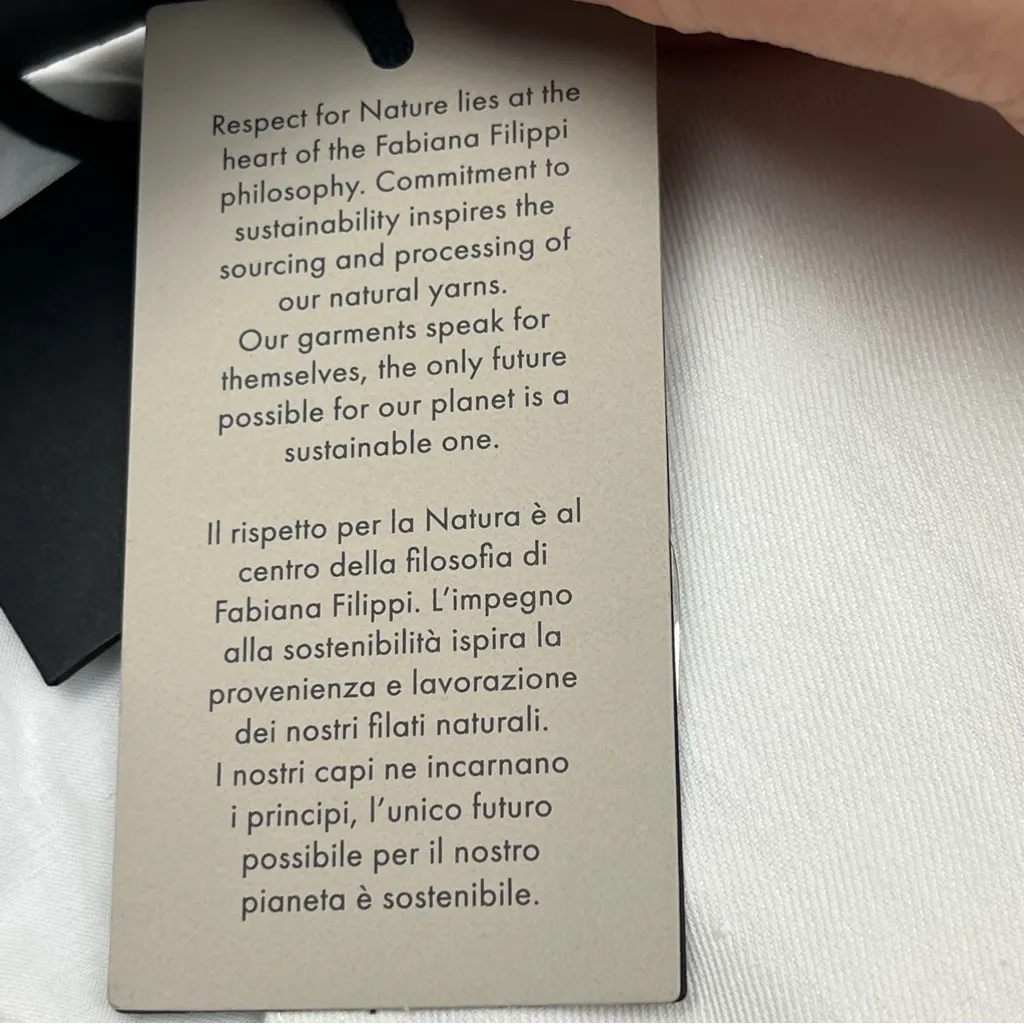 Respect for Nature lies at the
heart of the Fabiana Filippi
philosophy. Commitment to
sustainability inspires the
sourcing and processing of
our natural yarns.
Our garments speak for
themselves, the only future
possible for our planet is a
sustainable one.
Il rispetto per la Natura è al
centro della filosofia di
Fabiana Filippi. L'impegno
alla sostenibilità ispira la
provenienza e lavorazione
dei nostri filati naturali.
I nostri capi ne incarnano
i principi, l'unico futuro
possibile per il nostro
pianeta è sostenibile.